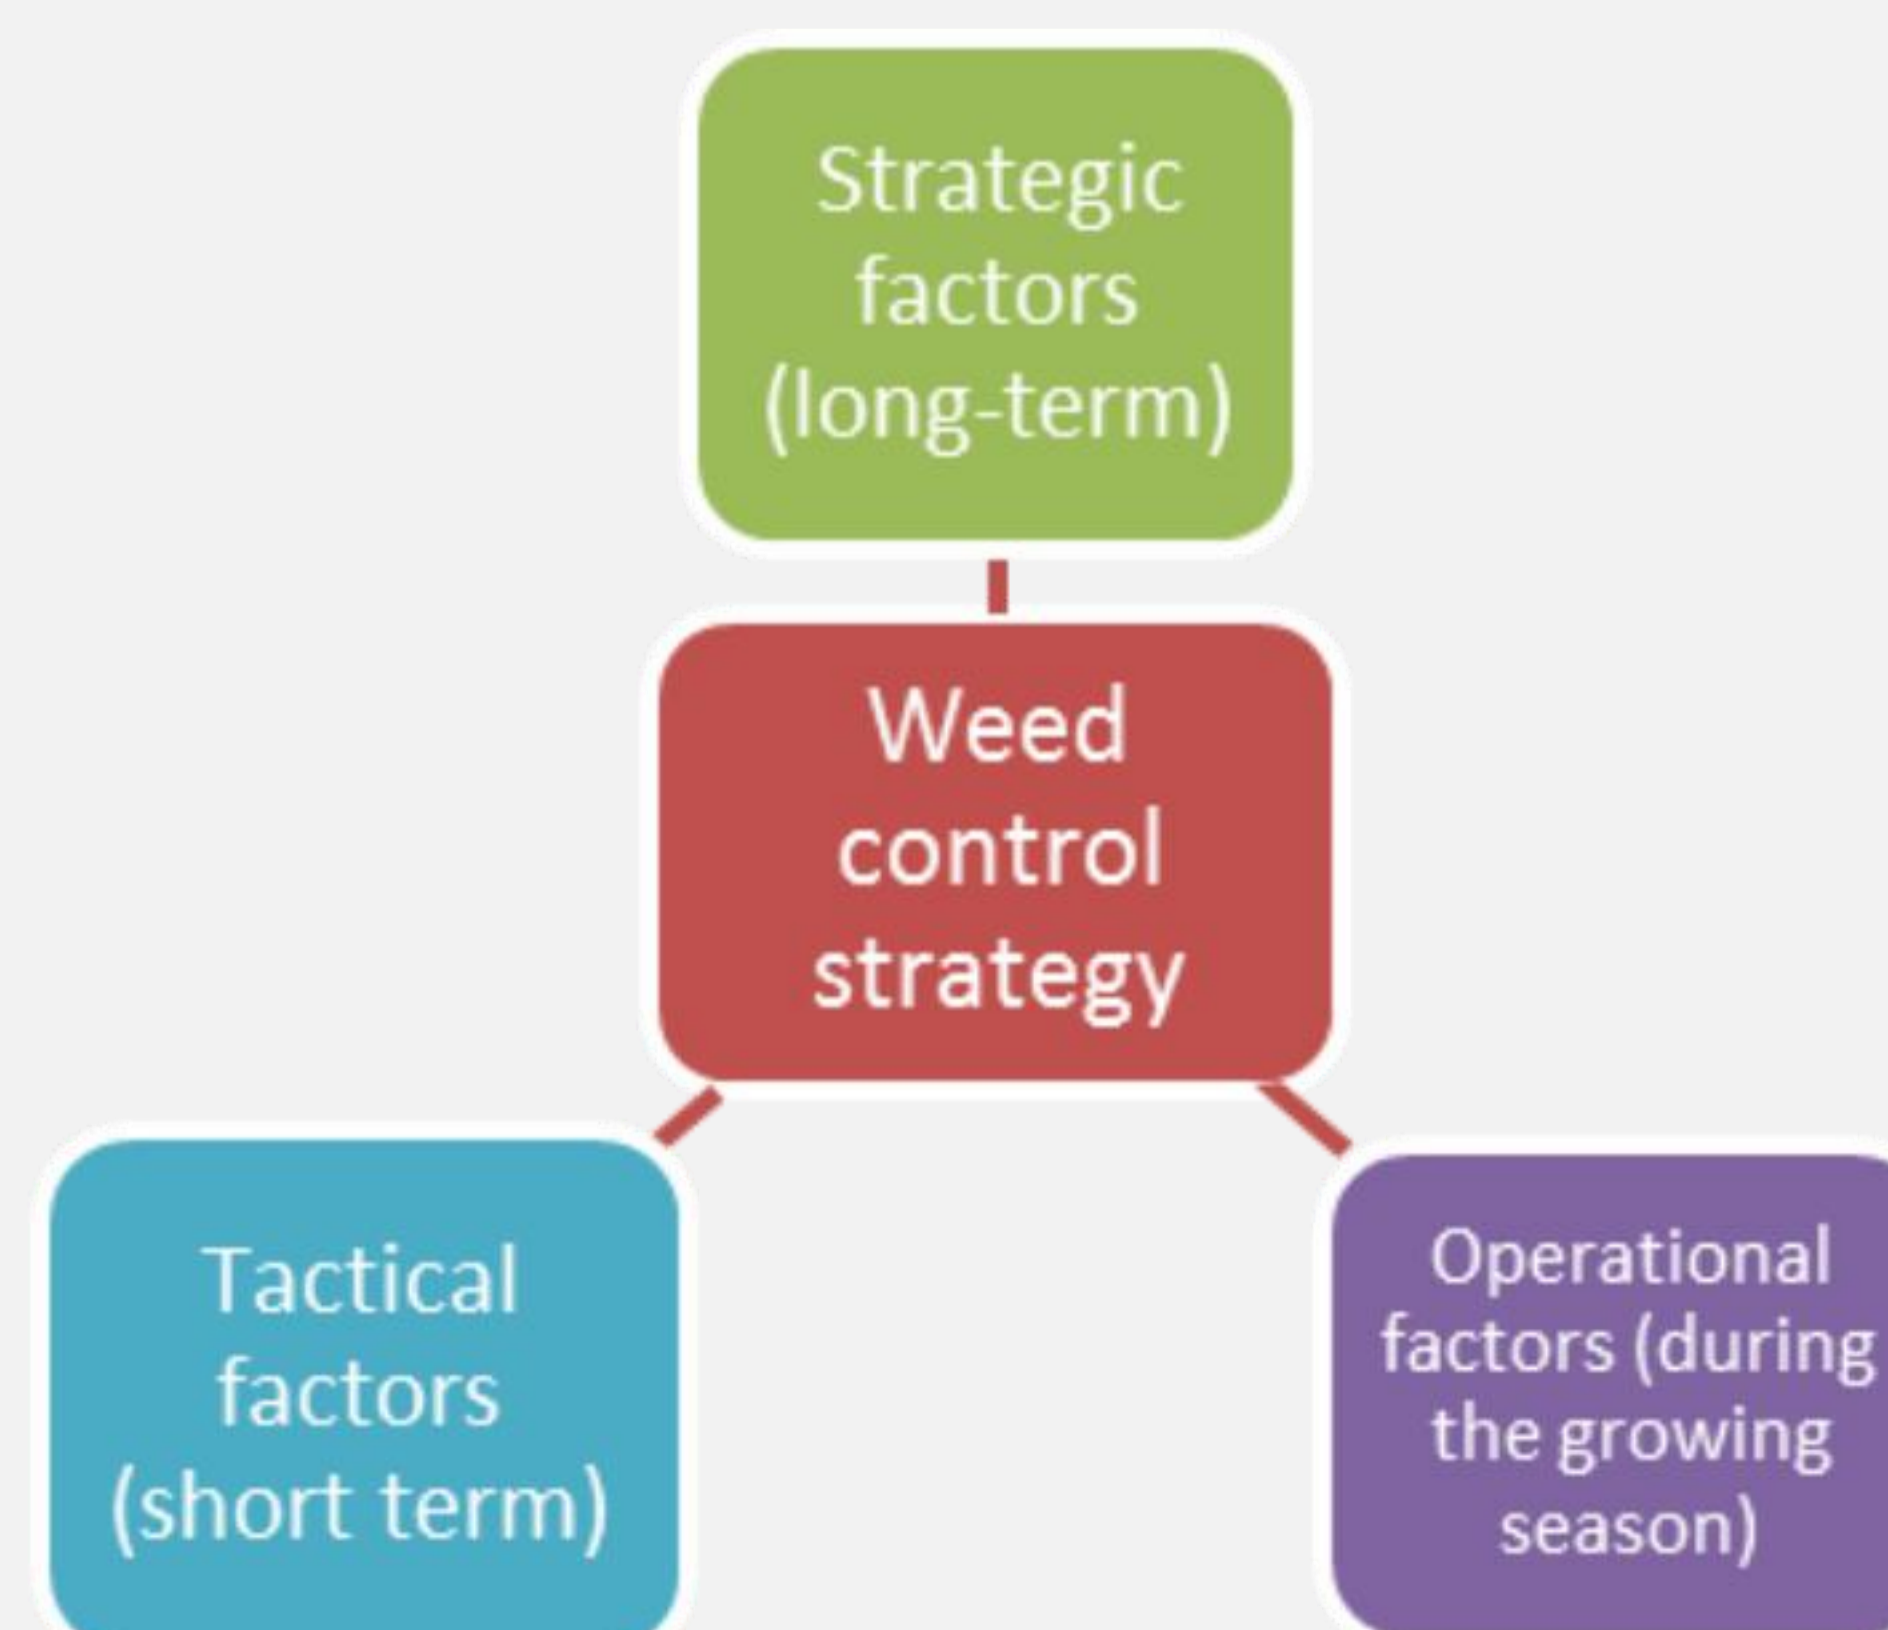 Strategic
factors
(long-term)
Weed
control
strategy
Tactical
factors
(short term)
Operational
factors (during
the growing
season)